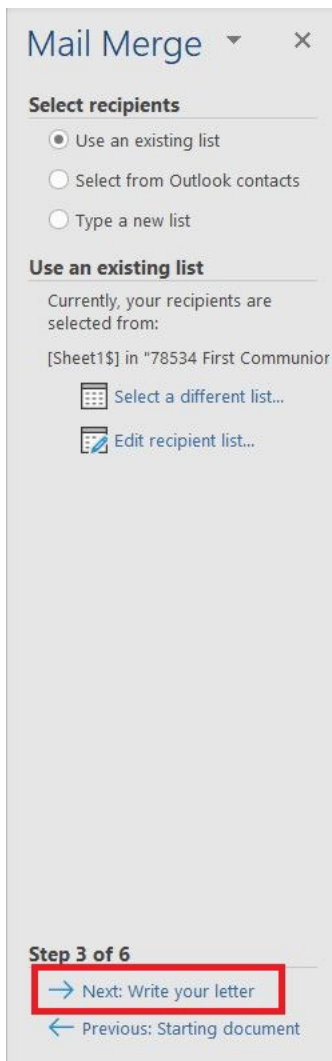 Mail Merge
Select recipients
Use an existing list
Select from Outlook contacts
Type a new list
Use an existing list
Currently, your recipients are
selected from:
[Sheet1$] in "78534 First Communior
Select a different list...
Edit recipient list...
Step 3 of 6
Next: Write your letter
Previous: Starting document